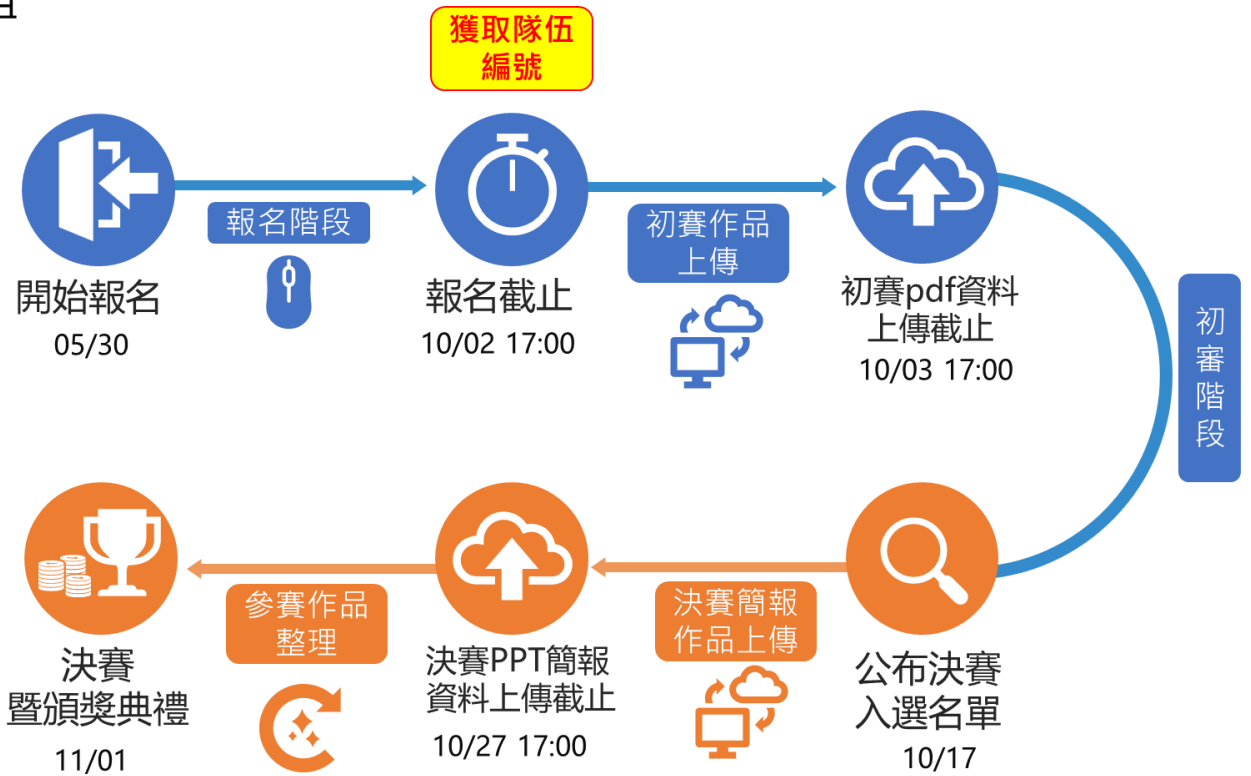 獲取隊伍
編號
開始報名
05/30
報名階段
報名截止
10/02 17:00
初賽作品
上傳
初賽pdf資料
上傳截止
10/03 17:00
初審階段
公布決賽
入選名單
10/17
決賽簡報
作品上傳
決賽PPT簡報
資料上傳截止
10/27 17:00
參賽作品
整理
決賽
暨頒獎典禮
11/01